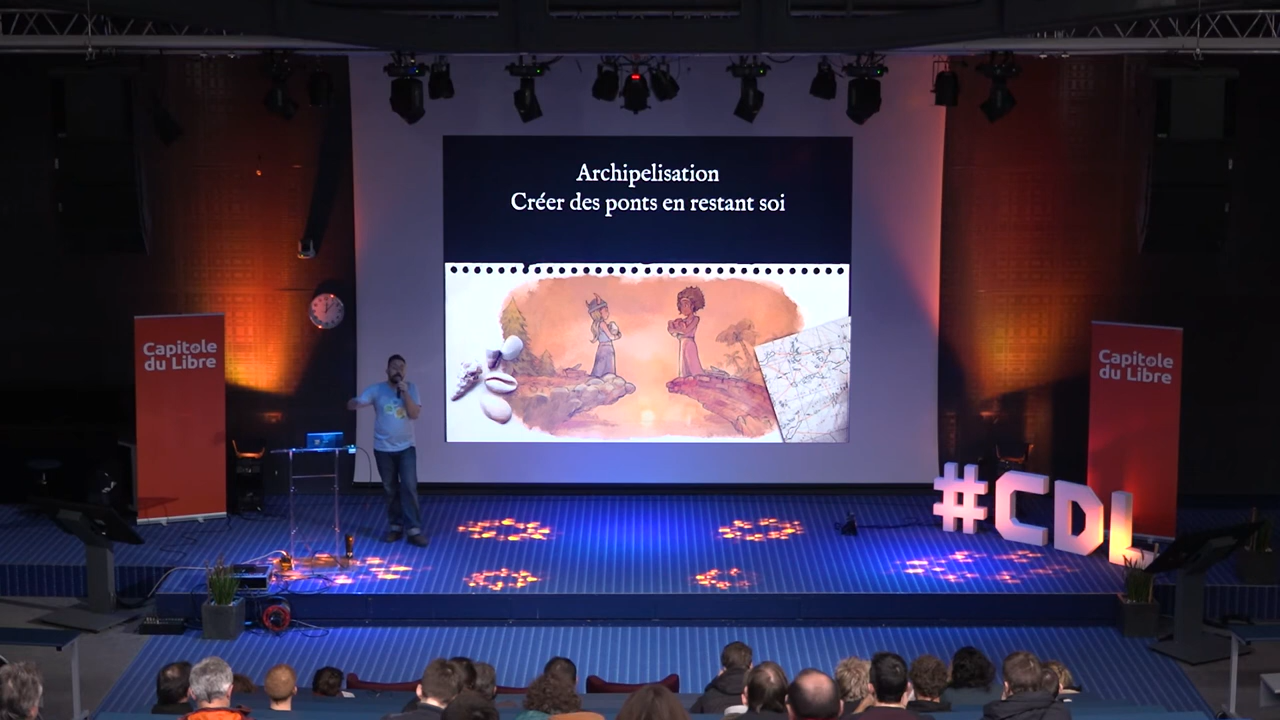 Archipelisation
Créer des ponts en restant soi
Capitole
du Libre
Capitole
du Libre
#CDL